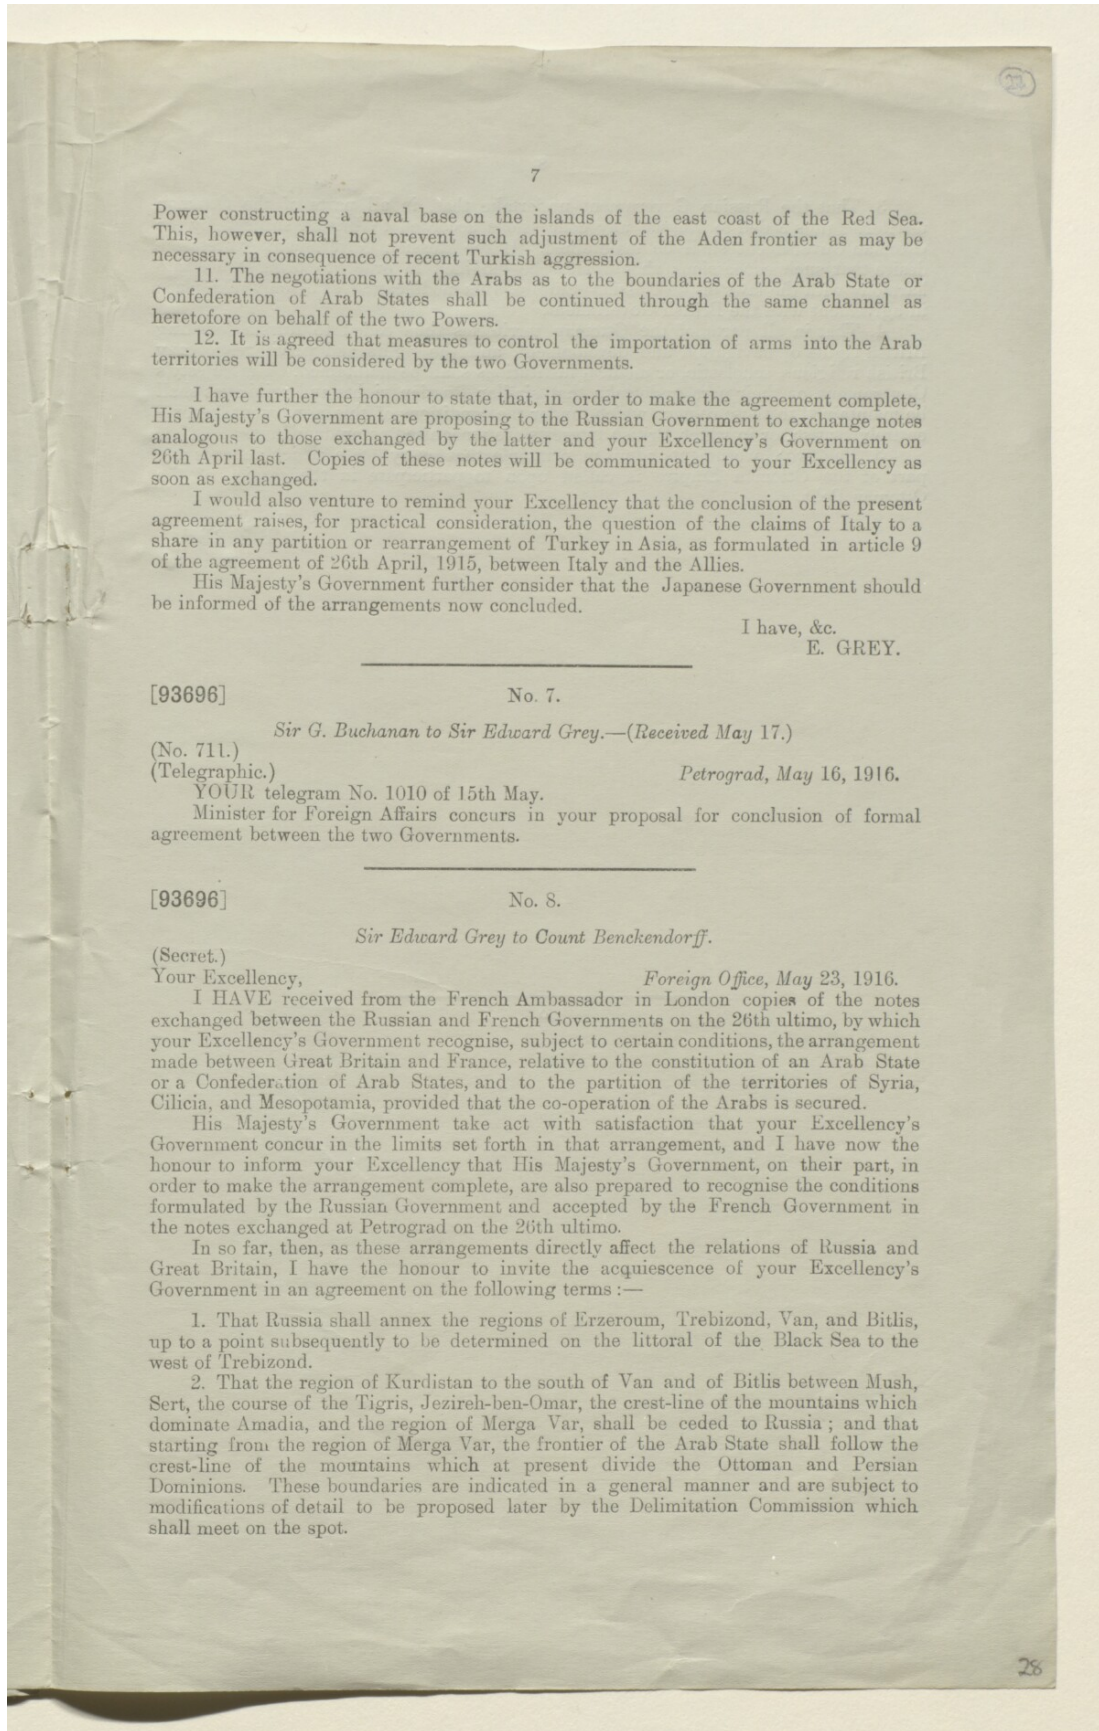 7
Power constructing a naval base on the islands of the east coast of the Red Sea.
This, however, shall not prevent such adjustment of the Aden frontier as may be
necessary in consequence of recent Turkish aggression.
11. The negotiations with the Arabs as to the boundaries of the Arab State or
Confederation of Arab States shall be continued through the same channel as
heretofore on behalf of the two Powers.
12. It is agreed that measures to control the importation of arms into the Arab
territories will be considered by the two Governments.
I have further the honour to state that, in order to make the agreement complete,
His Majesty's Government are proposing to the Russian Government to exchange notes
analogous to those exchanged by the latter and your Excellency's Government on
26th April last. Copies of these notes will be communicated to your Excellency as
soon as exchanged.
I would also venture to remind your Excellency that the conclusion of the present
agreement raises, for practical consideration, the question of the claims of Italy to a
share in any partition or rearrangement of Turkey in Asia, as formulated in article 9
of the agreement of 26th April, 1915, between Italy and the Allies.
His Majesty's Government further consider that the Japanese Government should
be informed of the arrangements now concluded.
I have, &c.
E. GREY.
[93696] No. 7.
Sir G. Buchanan to Sir Edward Grey.—(Received May 17.)
(No. 711.)
(Telegraphic.) Petrograd, May 16, 1916.
YOUR telegram No. 1010 of 15th May.
Minister for Foreign Affairs concurs in your proposal for conclusion of formal
agreement between the two Governments.
[93696] No. 8.
Sir Edward Grey to Count Benckendorff.
(Secret.)
Your Excellency, Foreign Office, May 23, 1916.
I HAVE received from the French Ambassador in London copies of the notes
exchanged between the Russian and French Governments on the 26th ultimo, by which
your Excellency's Government recognise, subject to certain conditions, the arrangement
made between Great Britain and France, relative to the constitution of an Arab State
or a Confederation of Arab States, and to the partition of the territories of Syria,
Cilicia, and Mesopotamia, provided that the co-operation of the Arabs is secured.
His Majesty's Government take act with satisfaction that your Excellency's
Government concur in the limits set forth in that arrangement, and I have now the
honour to inform your Excellency that His Majesty's Government, on their part, in
order to make the arrangement complete, are also prepared to recognise the conditions
formulated by the Russian Government and accepted by the French Government in
the notes exchanged at Petrograd on the 26th ultimo.
In so far, then, as these arrangements directly affect the relations of Russia and
Great Britain, I have the honour to invite the acquiescence of your Excellency's
Government in an agreement on the following terms :—
1. That Russia shall annex the regions of Erzeroum, Trebizond, Van, and Bitlis,
up to a point subsequently to be determined on the littoral of the Black Sea to the
west of Trebizond.
2. That the region of Kurdistan to the south of Van and of Bitlis between Mush,
Sert, the course of the Tigris, Jezireh-ben-Omar, the crest-line of the mountains which
dominate Amadia, and the region of Merga Var, shall be ceded to Russia ; and that
starting from the region of Merga Var, the frontier of the Arab State shall follow the
crest-line of the mountains which at present divide the Ottoman and Persian
Dominions. These boundaries are indicated in a general manner and are subject to
modifications of detail to be proposed later by the Delimitation Commission which
shall meet on the spot.
28